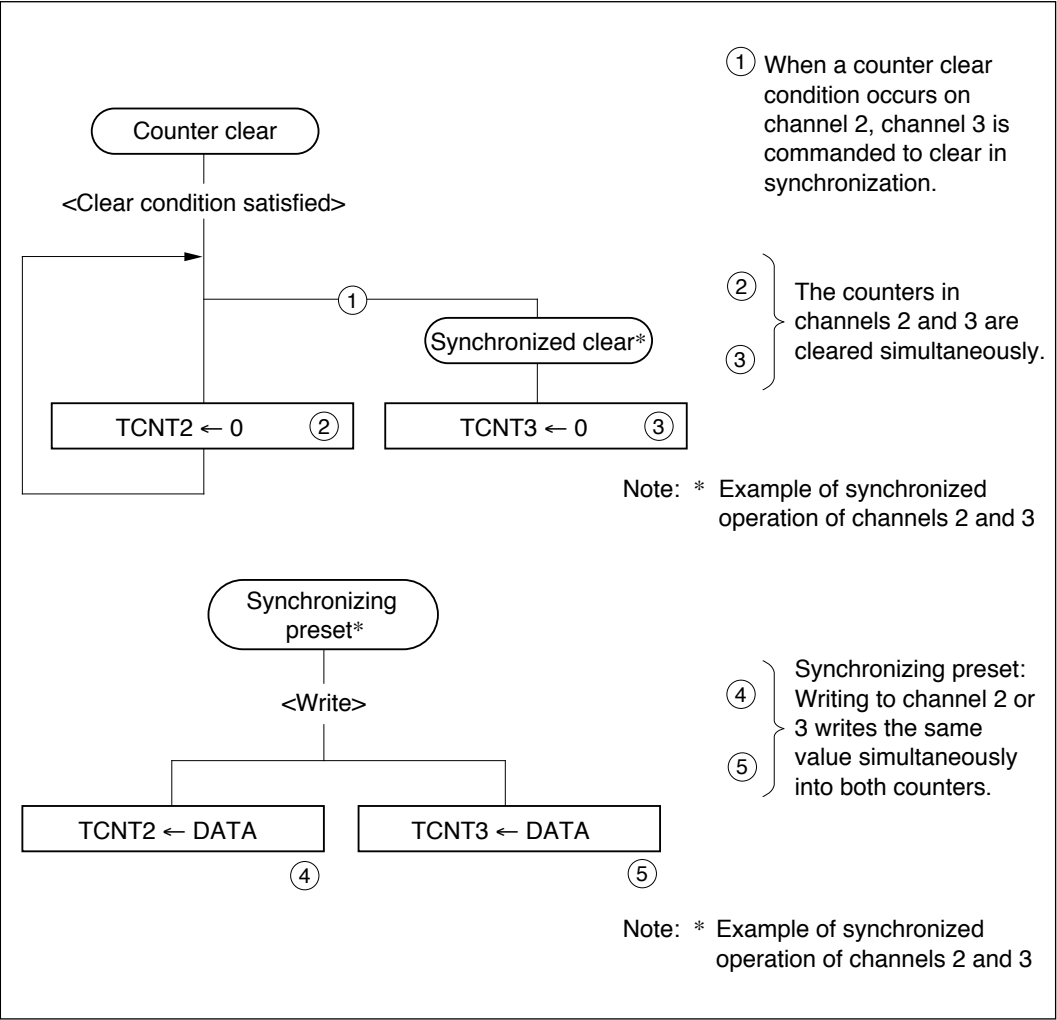 ① When a counter clear
condition occurs on
channel 2, channel 3 is
commanded to clear in
synchronization.
Counter clear
<Clear condition satisfied>
①
Synchronized clear*
② ③ The counters in
channels 2 and 3 are
cleared simultaneously.
TCNT2 ← 0 ②
TCNT3 ← 0 ③
Note: * Example of synchronized
operation of channels 2 and 3
Synchronizing
preset*
<Write>
④ ⑤ Synchronizing preset:
Writing to channel 2 or
3 writes the same
value simultaneously
into both counters.
TCNT2 ← DATA
④
TCNT3 ← DATA
⑤
Note: * Example of synchronized
operation of channels 2 and 3